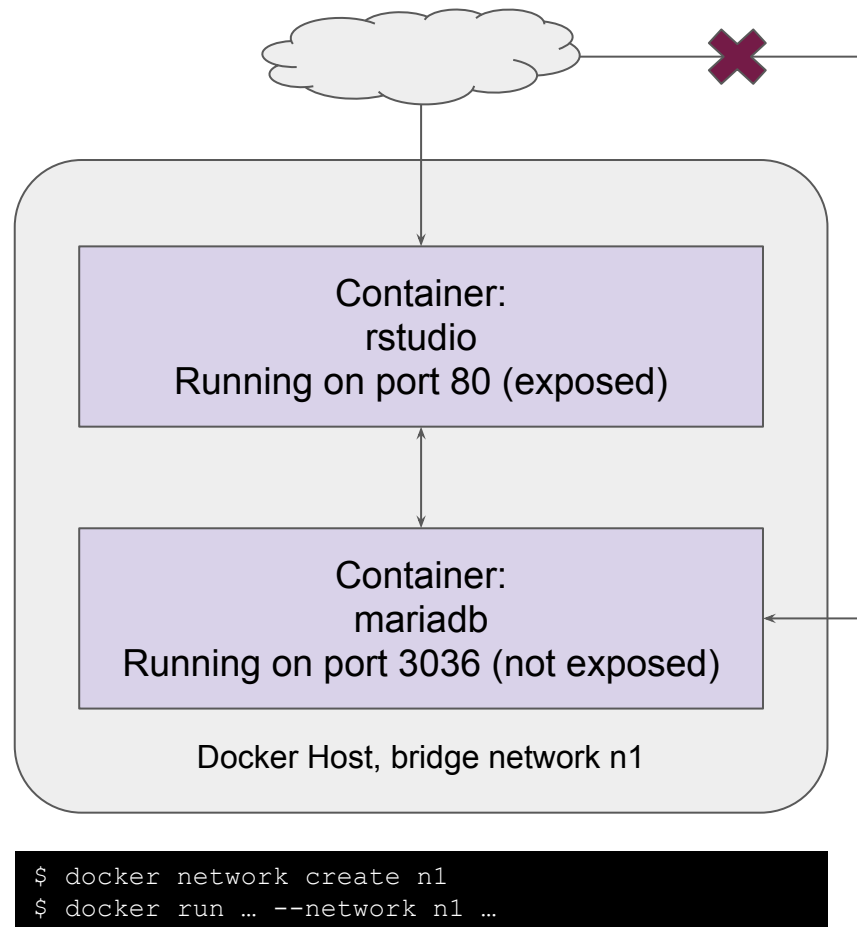 Container:
rstudio
Running on port 80 (exposed)
Container:
mariadb
Running on port 3036 (not exposed)
Docker Host, bridge network n1
$ docker network create n1
$ docker run … --network n1 …